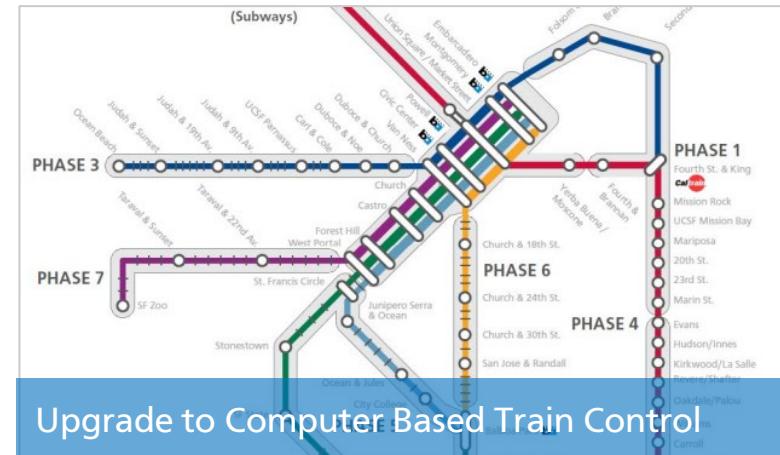 (Subways)
Union Square / Market Street
Montgomery
Embarcadero
Powell
Civic Center
Van Ness
Duboce & Church
Duboce & Noe
Carl & Cole
UCSF Parnassus
Judah & 9th Av.
Judah & 19th Av.
Judah & Sunset
Ocean Beach
PHASE 3
PHASE 1
Fourth St. & King
Caltrain
Mission Rock
UCSF Mission Bay
Mariposa
20th St.
23rd St.
Marin St.
Yerba Buena /
Moscone
Fourth &
Brannan
Church
Castro
Forest Hill
West Portal
Taraval & Sunset
Taraval & 22nd Av.
St. Francis Circle
PHASE 7
SF Zoo
Church & 18th St.
PHASE 6
Church & 24th St.
Church & 30th St.
San Jose & Randall
PHASE 4
Evans
Hudson/Innes
Kirkwood/La Salle
Revere/Shafter
Oakdale/Palou
Carroll
Junipero Serra
& Ocean
Stonestown
Ocean & Jules
City College
Upgrade to Computer Based Train Control